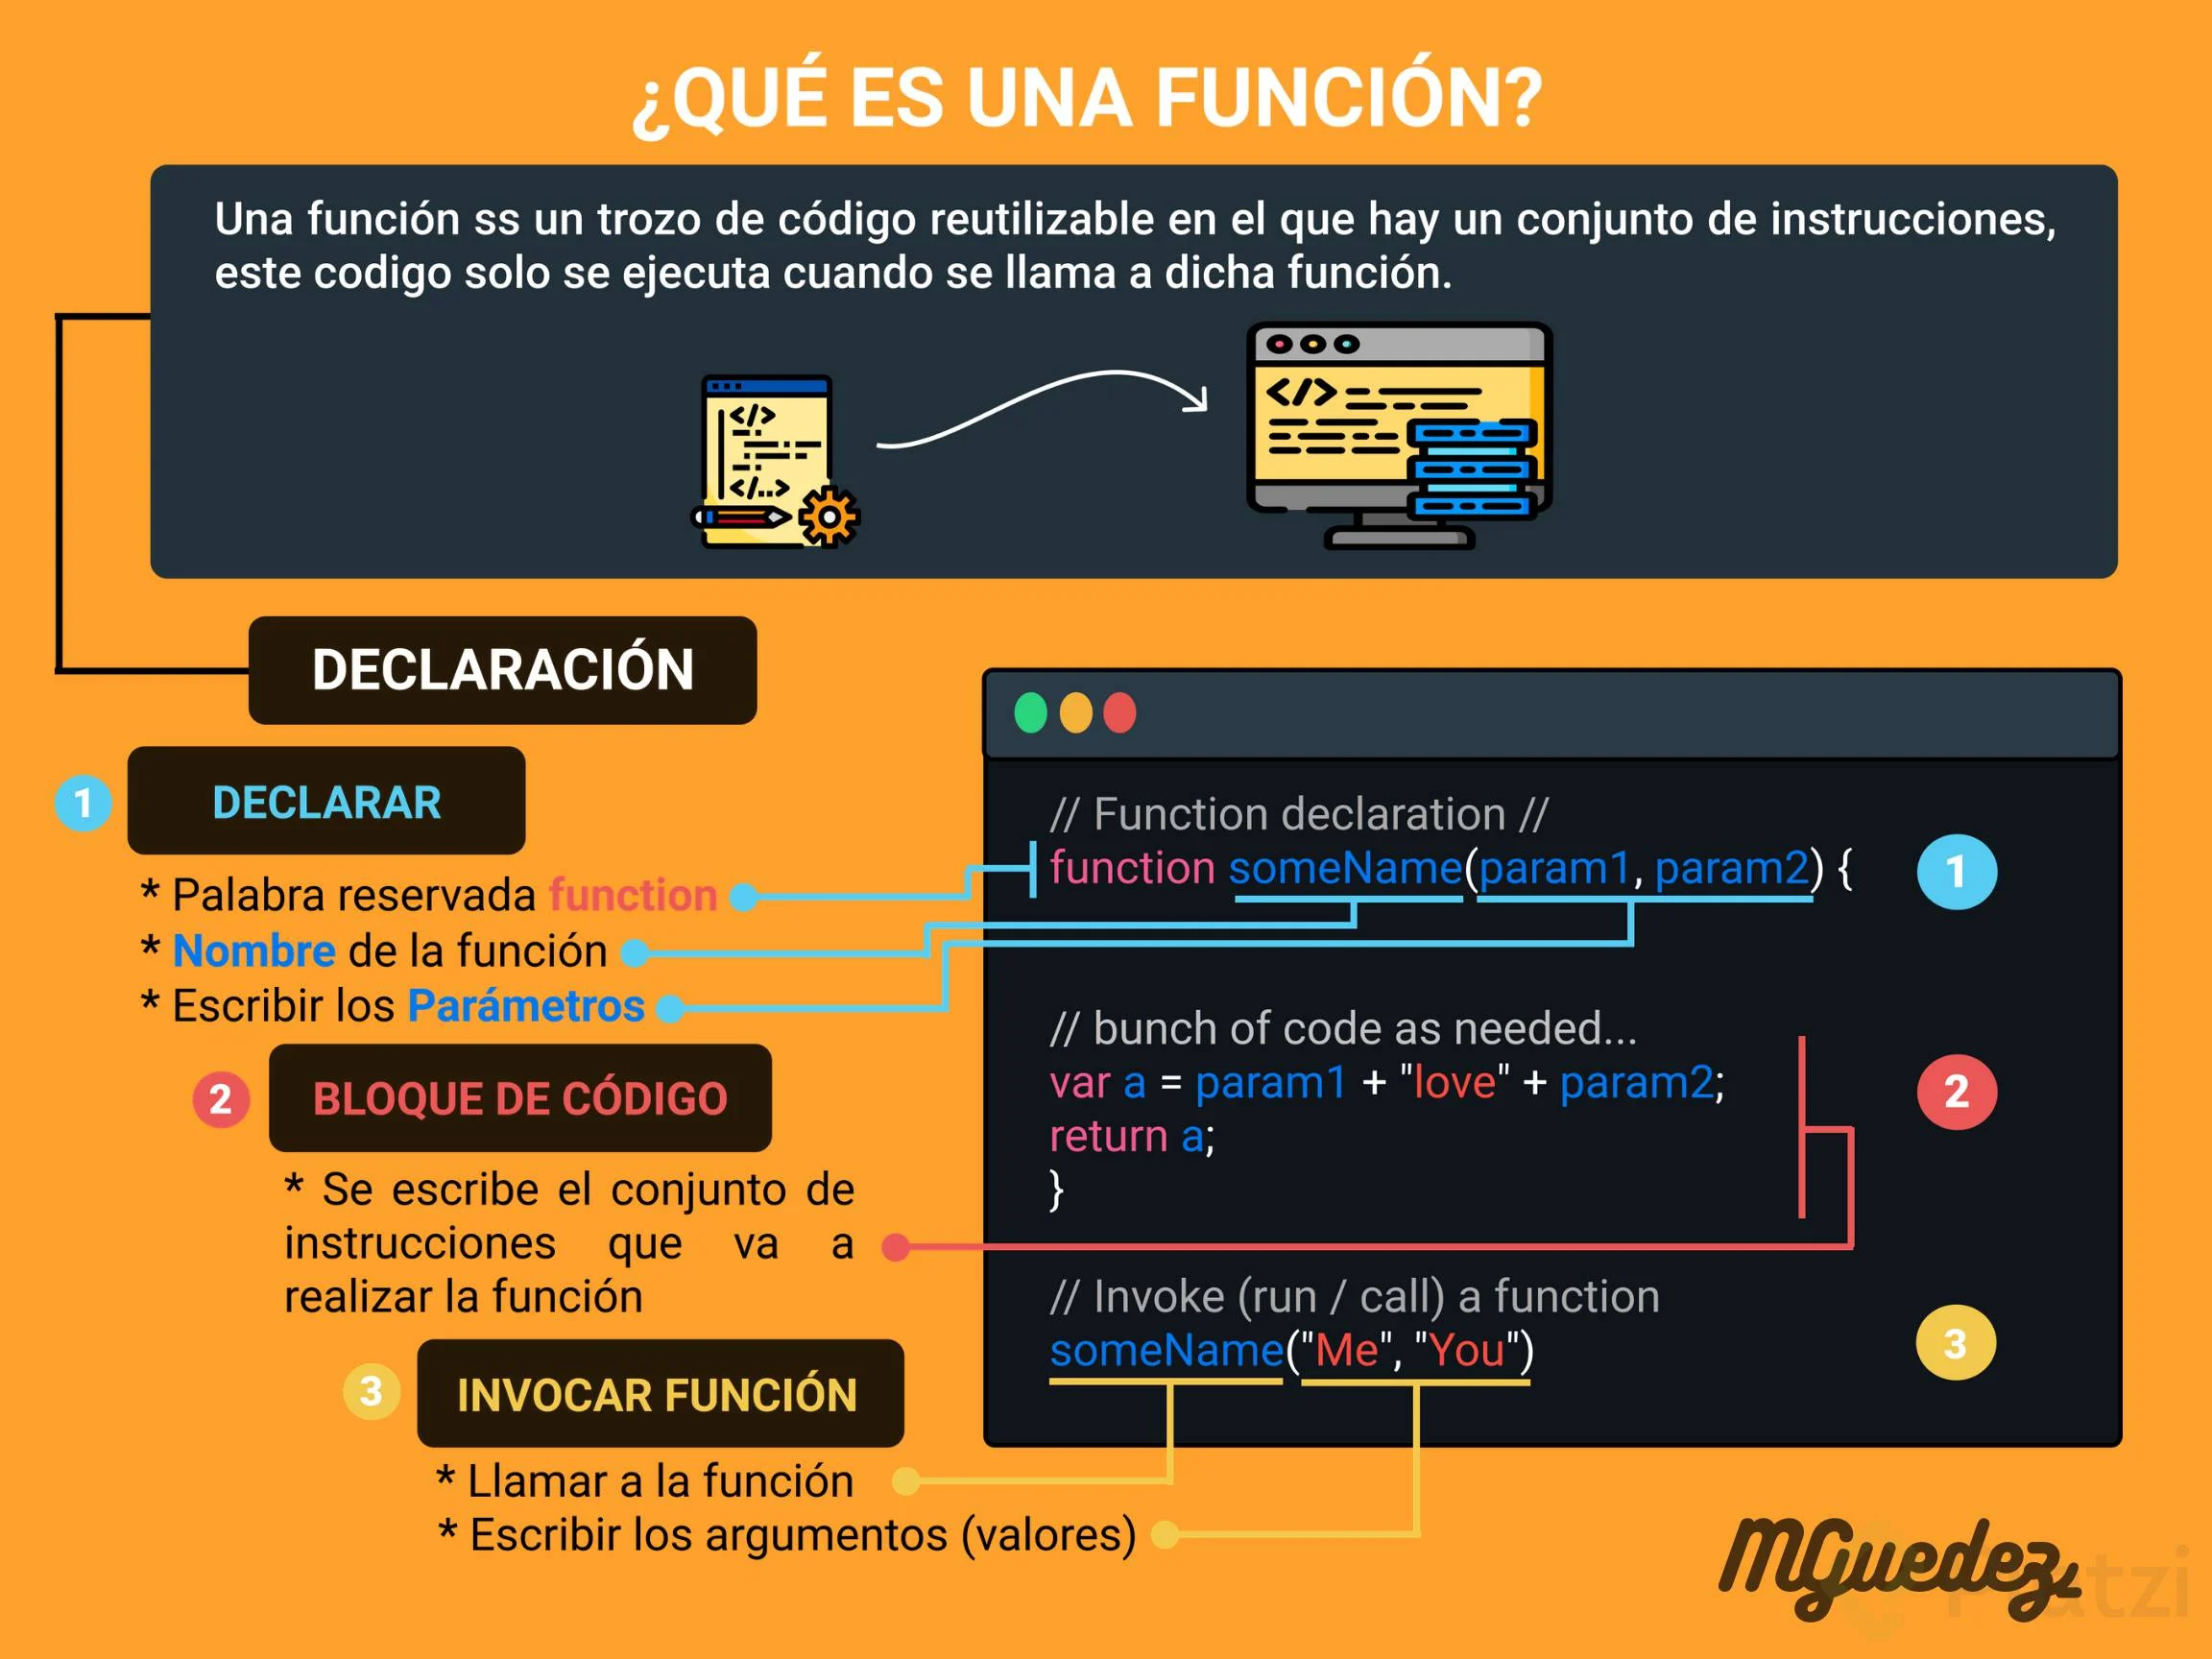 ¿QUÉ ES UNA FUNCIÓN?
Una función ss un trozo de código reutilizable en el que hay un conjunto de instrucciones,
este codigo solo se ejecuta cuando se llama a dicha función.
</>
</..>
</>
DECLARACIÓN
1 DECLARAR
* Palabra reservada function
* Nombre de la función
* Escribir los Parámetros
2 BLOQUE DE CÓDIGO
* Se escribe el conjunto de
instrucciones que va a
realizar la función
3 INVOCAR FUNCIÓN
* Llamar a la función
* Escribir los argumentos (valores)
// Function declaration //
function someName(param1, param2) {
1
// bunch of code as needed...
var a = param1 + "love" + param2;
return a;
}
2
// Invoke (run / call) a function
someName("Me", "You")
3
MGuedez